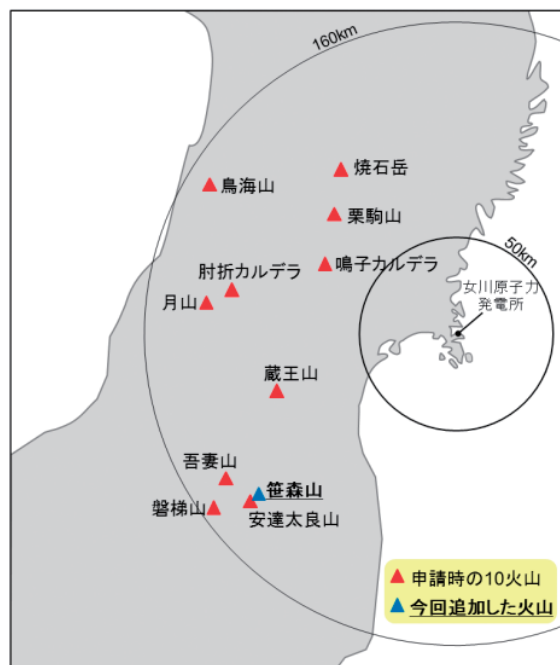 160km
焼石岳
鳥海山
栗駒山
50km
鳴子カルデラ
肘折カルデラ
女川原子力
発電所
月山
蔵王山
吾妻山
笹森山
磐梯山
安達太良山
申請時の10火山
今回追加した火山